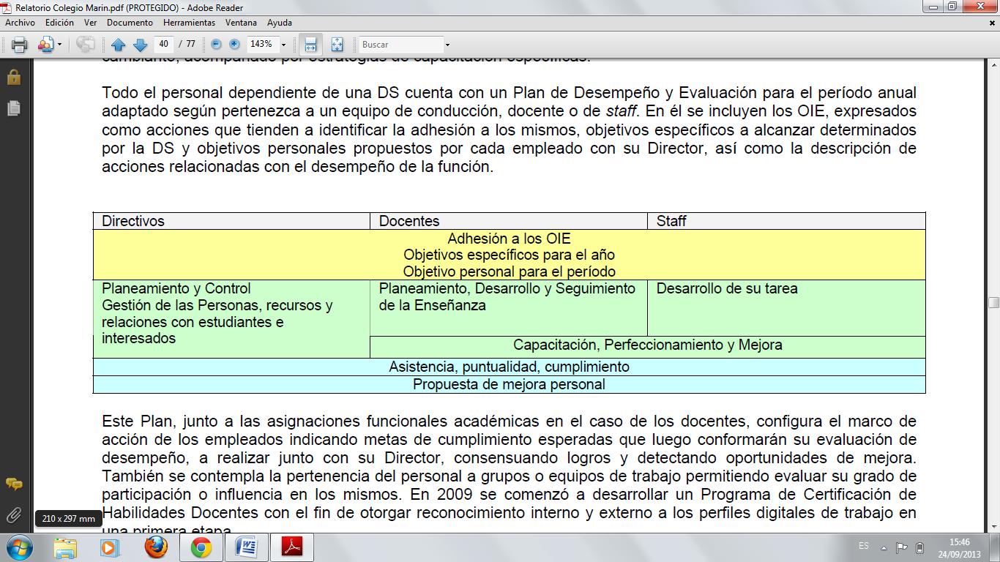 Relatorio Colegio Marin.pdf (PROTEGIDO) - Adobe Reader
Archivo Edición Ver Documento Herramientas Ventana Ayuda
40 / 77 143% Buscar
cambiante, acompañado por estrategias de capacitación específicas.
Todo el personal dependiente de una DS cuenta con un Plan de Desempeño y Evaluación para el período anual
adaptado según pertenezca a un equipo de conducción, docente o de staff. En él se incluyen los OIE, expresados
como acciones que tienden a identificar la adhesión a los mismos, objetivos específicos a alcanzar determinados
por la DS y objetivos personales propuestos por cada empleado con su Director, así como la descripción de
acciones relacionadas con el desempeño de la función.
Directivos Docentes Staff
Adhesión a los OIE
Objetivos específicos para el año
Objetivo personal para el período
Planeamiento y Control
Gestión de las Personas, recursos y
relaciones con estudiantes e
interesados
Planeamiento, Desarrollo y Seguimiento
de la Enseñanza
Desarrollo de su tarea
Capacitación, Perfeccionamiento y Mejora
Asistencia, puntualidad, cumplimiento
Propuesta de mejora personal
Este Plan, junto a las asignaciones funcionales académicas en el caso de los docentes, configura el marco de
acción de los empleados indicando metas de cumplimiento esperadas que luego conformarán su evaluación de
desempeño, a realizar junto con su Director, consensuando logros y detectando oportunidades de mejora.
También se contempla la pertenencia del personal a grupos o equipos de trabajo permitiendo evaluar su grado de
participación o influencia en los mismos. En 2009 se comenzó a desarrollar un Programa de Certificación de
Habilidades Docentes con el fin de otorgar reconocimiento interno y externo a los perfiles digitales de trabajo en
una primera etapa.
210 x 297 mm
ES
15:46
24/09/2013